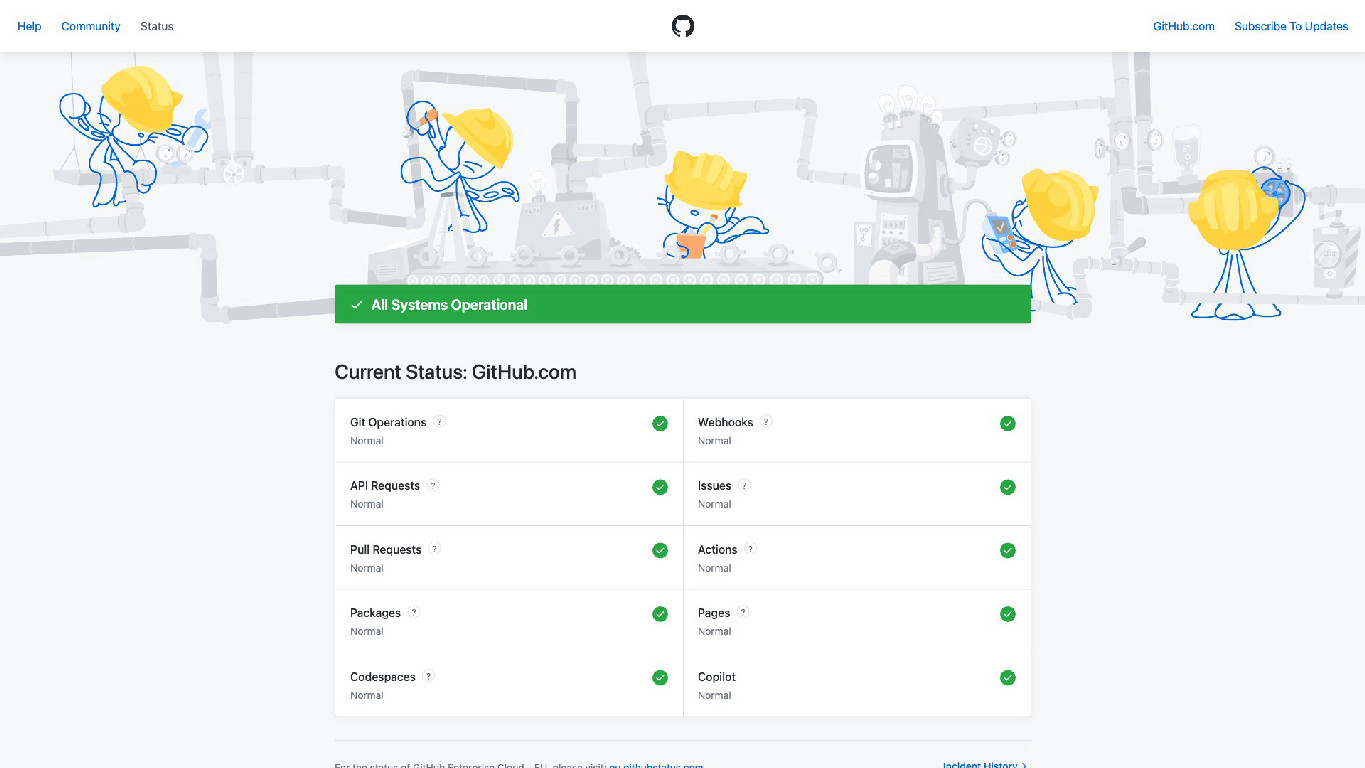 Help Community Status GitHub.com Subscribe To Updates
All Systems Operational
Current Status: GitHub.com
Git Operations ?
Normal
Webhooks ?
Normal
API Requests ?
Normal
Issues ?
Normal
Pull Requests ?
Normal
Actions ?
Normal
Packages ?
Normal
Pages ?
Normal
Codespaces ?
Normal
Copilot
Normal
For the status of GitHub Enterprise Cloud - EU, please visit: eu.githubstatus.com
Incident History